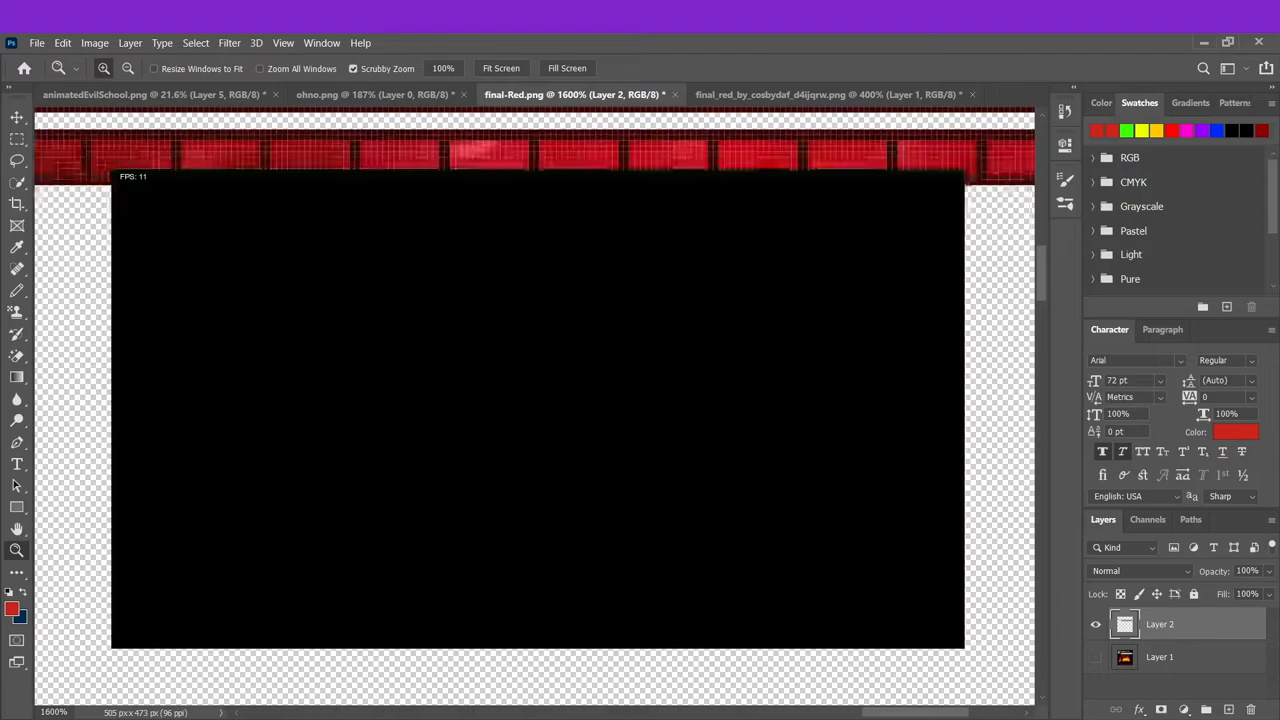 Ps File Edit Image Layer Type Select Filter 3D View Window Help
Resize Windows to Fit Zoom All Windows Scrubby Zoom 100% Fit Screen Fill Screen
animatedEvilSchool.png @ 21.6% (Layer 5, RGB/8) * ohno.png @ 187% (Layer 0, RGB/8) * final-Red.png @ 1600% (Layer 2, RGB/8) * final_red_by_cosbydaf_d4ijqrw.png @ 400% (Layer 1, RGB/8) *
Color Swatches Gradients Patterns
RGB
FPS: 11
CMYK
Grayscale
Pastel
Light
Pure
Character Paragraph
Arial Regular
72 pt (Auto)
Metrics 0
100% 100%
0 pt Color:
English: USA Sharp
Layers Channels Paths
Kind
Normal Opacity: 100%
Lock: Fill: 100%
Layer 2
Layer 1
1600% 505 px x 473 px (96 ppi)